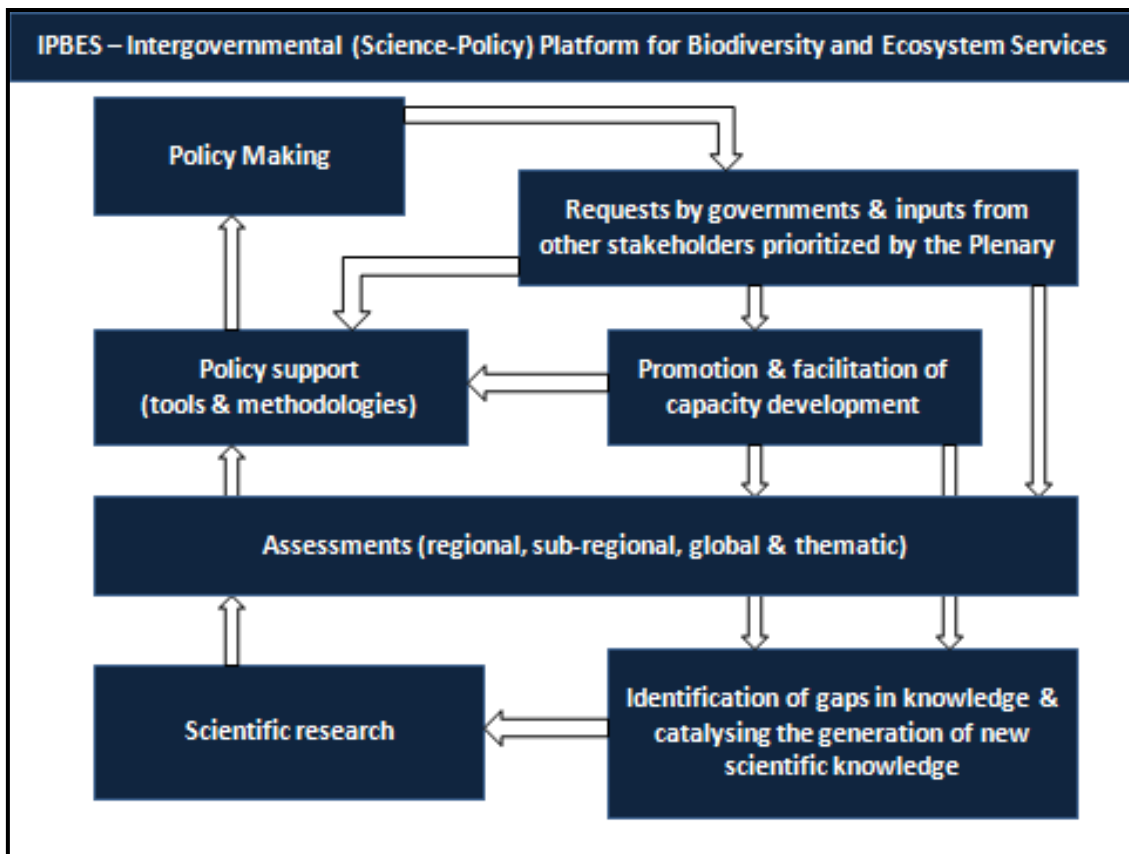 IPBES – Intergovernmental (Science-Policy) Platform for Biodiversity and Ecosystem Services
Policy Making
Requests by governments & inputs from
other stakeholders prioritized by the Plenary
Policy support
(tools & methodologies)
Promotion & facilitation of
capacity development
Assessments (regional, sub-regional, global & thematic)
Scientific research
Identification of gaps in knowledge &
catalysing the generation of new
scientific knowledge